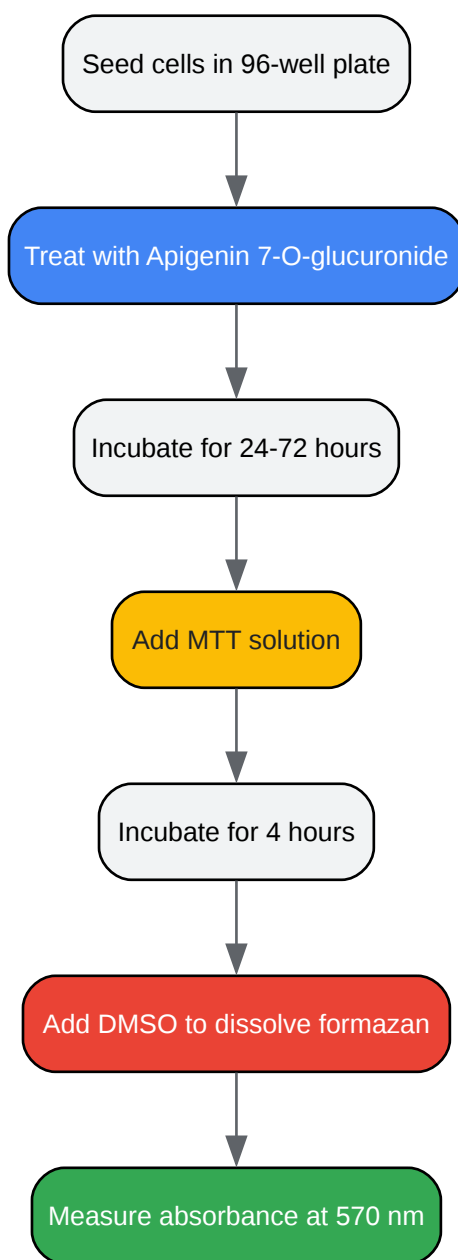 Seed cells in 96-well plate
Treat with Apigenin 7-O-glucuronide
Incubate for 24-72 hours
Add MTT solution
Incubate for 4 hours
Add DMSO to dissolve formazan
Measure absorbance at 570 nm